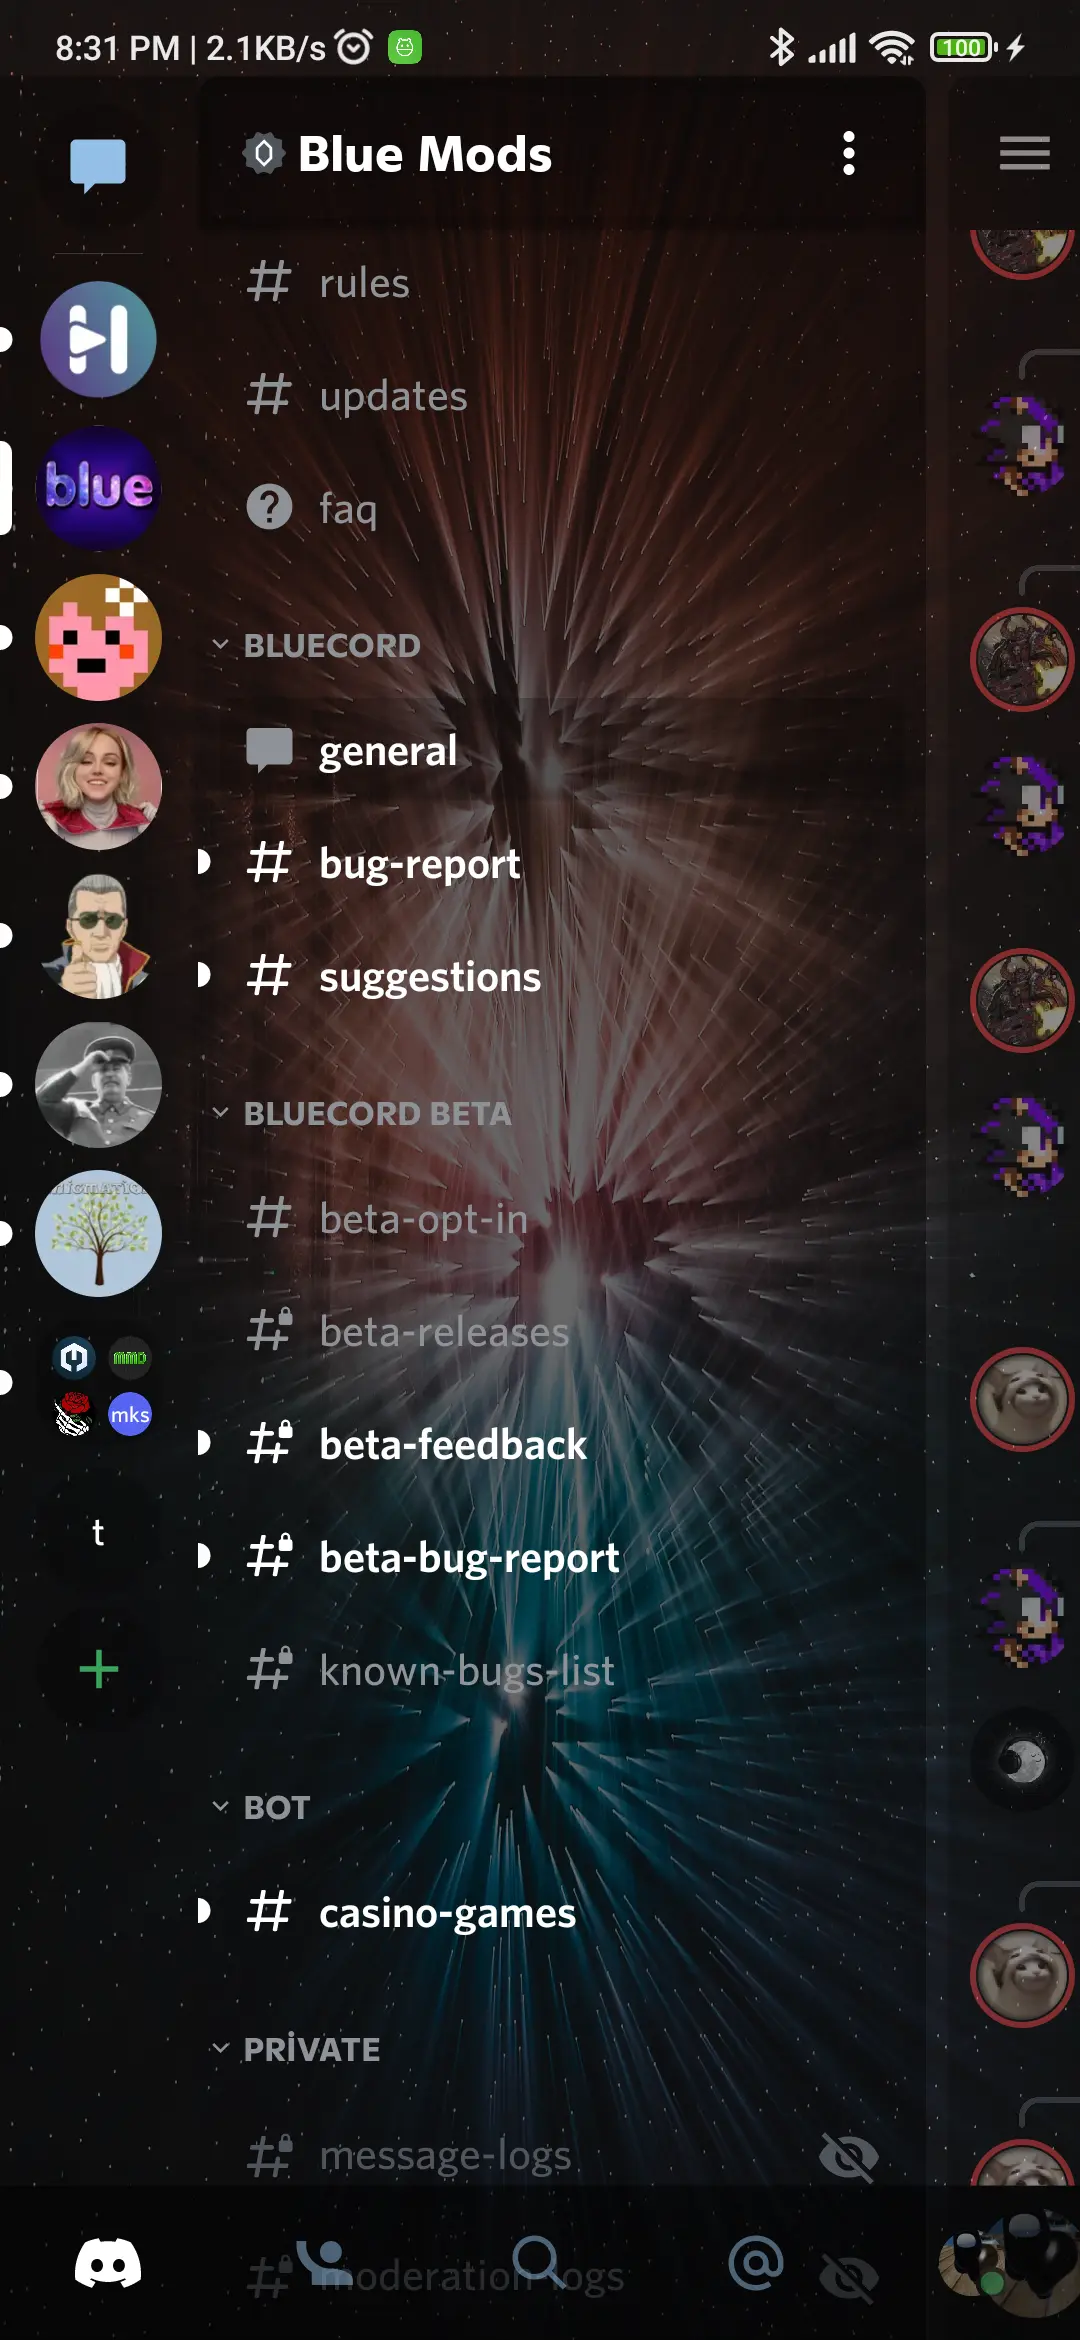 8:31 PM | 2.1KB/s
100
Blue Mods
rules
updates
faq
blue
BLUECORD
general
bug-report
suggestions
BLUECORD BETA
beta-opt-in
beta-releases
mmd
mks
beta-feedback
beta-bug-report
t
known-bugs-list
BOT
casino-games
PRİVATE
message-logs
moderation-logs